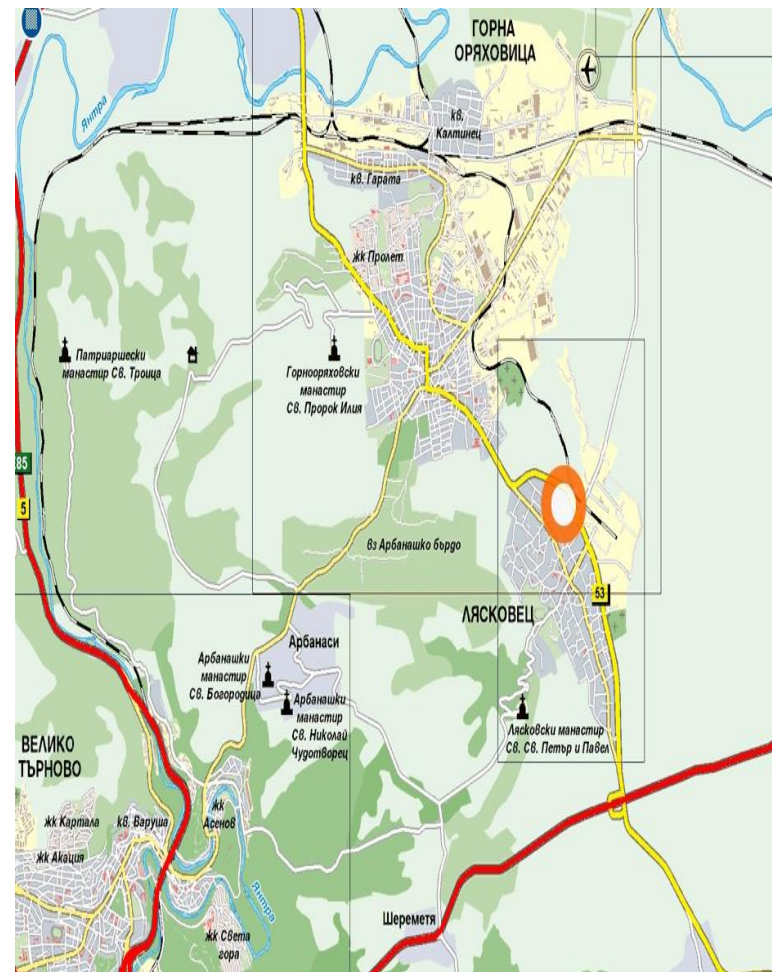 ГОРНА
ОРЯХОВИЦА
Янтра
кв.
Калтинец
кв. Гарата
жк Пролет
Патриаршески
манастир Св. Троица
Горнооряховски
манастир
Св. Пророк Илия
E85
5
вз Арбанашко бърдо
53
ЛЯСКОВЕЦ
Арбанаси
Арбанашки
манастир
Св. Богородица
Арбанашки
манастир
Св. Николай
Чудотворец
Лясковски манастир
Св. Св. Петър и Павел
ВЕЛИКО
ТЪРНОВО
жк Картала
кв. Варуша
жк
Асенов
жк Акация
Янтра
Шереметя
жк Света
гора